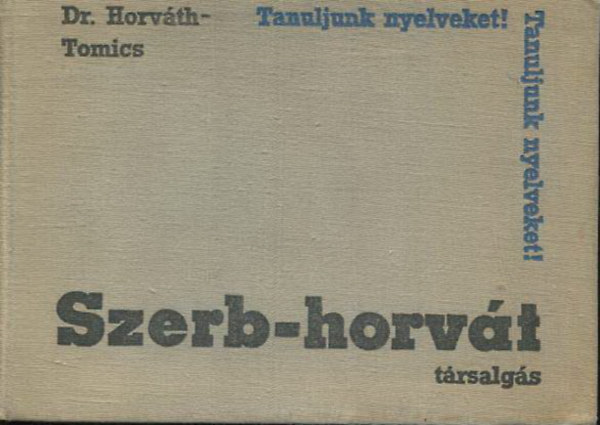 Dr. Horváth-
Tomics
Tanuljunk nyelveket!
Tanuljunk nyelveket!
Szerb-horvát
társalgás